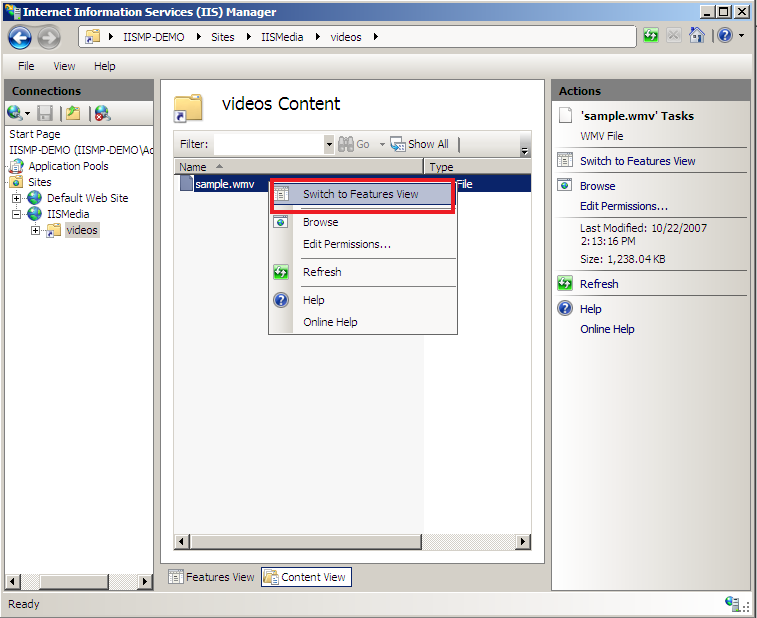 Internet Information Services (IIS) Manager
IISMP-DEMO Sites IISMedia videos
File View Help
Connections
Start Page
IISMP-DEMO (IISMP-DEMO\Ad
Application Pools
Sites
Default Web Site
IISMedia
videos
videos Content
Filter: Go Show All
Name Type
sample.wmv File
Switch to Features View
Browse
Edit Permissions...
Refresh
Help
Online Help
Features View Content View
Actions
'sample.wmv' Tasks
WMV File
Switch to Features View
Browse
Edit Permissions...
Last Modified: 10/22/2007
2:13:16 PM
Size: 1,238.04 KB
Refresh
Help
Online Help
Ready